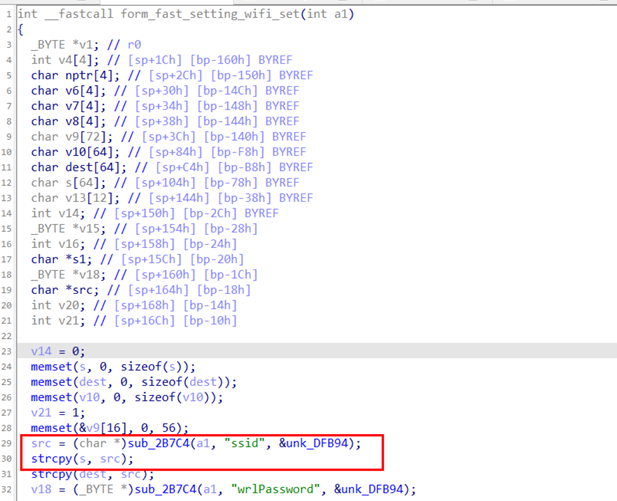 1 int __fastcall form_fast_setting_wifi_set(int a1)
2 {
3 _BYTE *v1; // r0
4 int v4[4]; // [sp+1Ch] [bp-160h] BYREF
5 char nptr[4]; // [sp+2Ch] [bp-150h] BYREF
6 char v6[4]; // [sp+30h] [bp-14Ch] BYREF
7 char v7[4]; // [sp+34h] [bp-148h] BYREF
8 char v8[4]; // [sp+38h] [bp-144h] BYREF
9 char v9[72]; // [sp+3Ch] [bp-140h] BYREF
10 char v10[64]; // [sp+84h] [bp-F8h] BYREF
11 char dest[64]; // [sp+C4h] [bp-B8h] BYREF
12 char s[64]; // [sp+104h] [bp-78h] BYREF
13 char v13[12]; // [sp+144h] [bp-38h] BYREF
14 int v14; // [sp+150h] [bp-2Ch] BYREF
15 _BYTE *v15; // [sp+154h] [bp-28h]
16 int v16; // [sp+158h] [bp-24h]
17 char *s1; // [sp+15Ch] [bp-20h]
18 _BYTE *v18; // [sp+160h] [bp-1Ch]
19 char *src; // [sp+164h] [bp-18h]
20 int v20; // [sp+168h] [bp-14h]
21 int v21; // [sp+16Ch] [bp-10h]
22
23 v14 = 0;
24 memset(s, 0, sizeof(s));
25 memset(dest, 0, sizeof(dest));
26 memset(v10, 0, sizeof(v10));
27 v21 = 1;
28 memset(&v9[16], 0, 56);
29 src = (char *)sub_2B7C4(a1, "ssid", &unk_DFB94);
30 strcpy(s, src);
31 strcpy(dest, src);
32 v18 = (_BYTE *)sub_2B7C4(a1, "wrlPassword", &unk_DFB94);